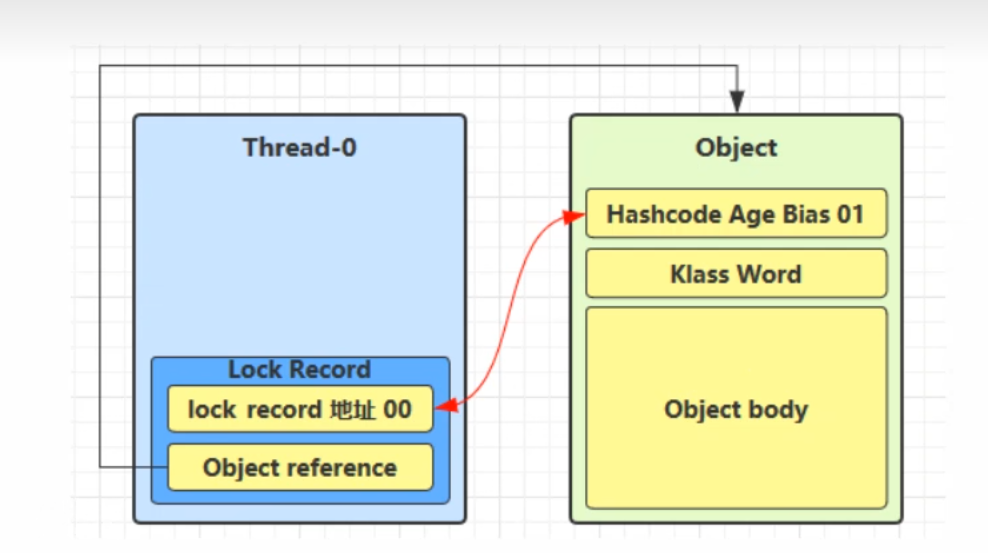 Thread-0
Lock Record
lock record 地址 00
Object reference
Object
Hashcode Age Bias 01
Klass Word
Object body